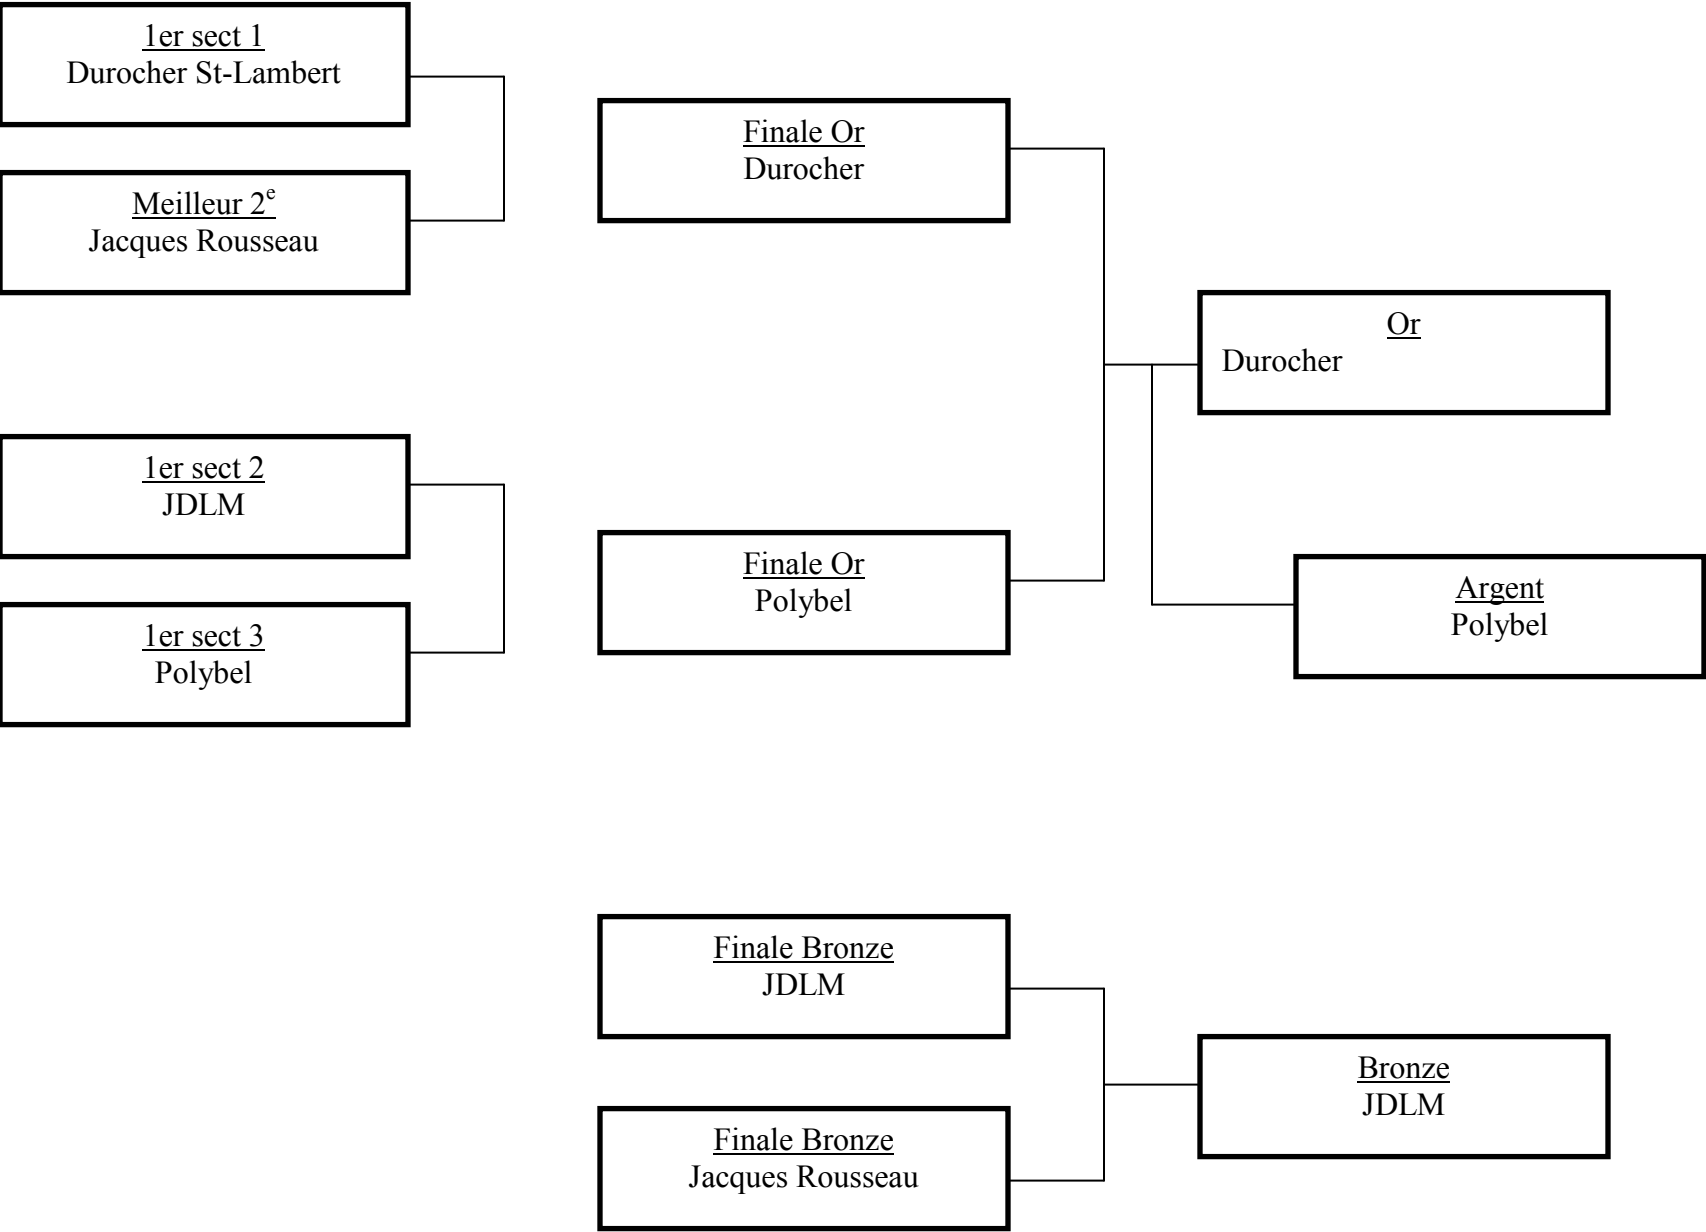 1er sect 1
Durocher St-Lambert
Meilleur 2e
Jacques Rousseau
1er sect 2
JDLM
1er sect 3
Polybel
Finale Or
Durocher
Finale Or
Polybel
Or
Durocher
Argent
Polybel
Finale Bronze
JDLM
Finale Bronze
Jacques Rousseau
Bronze
JDLM